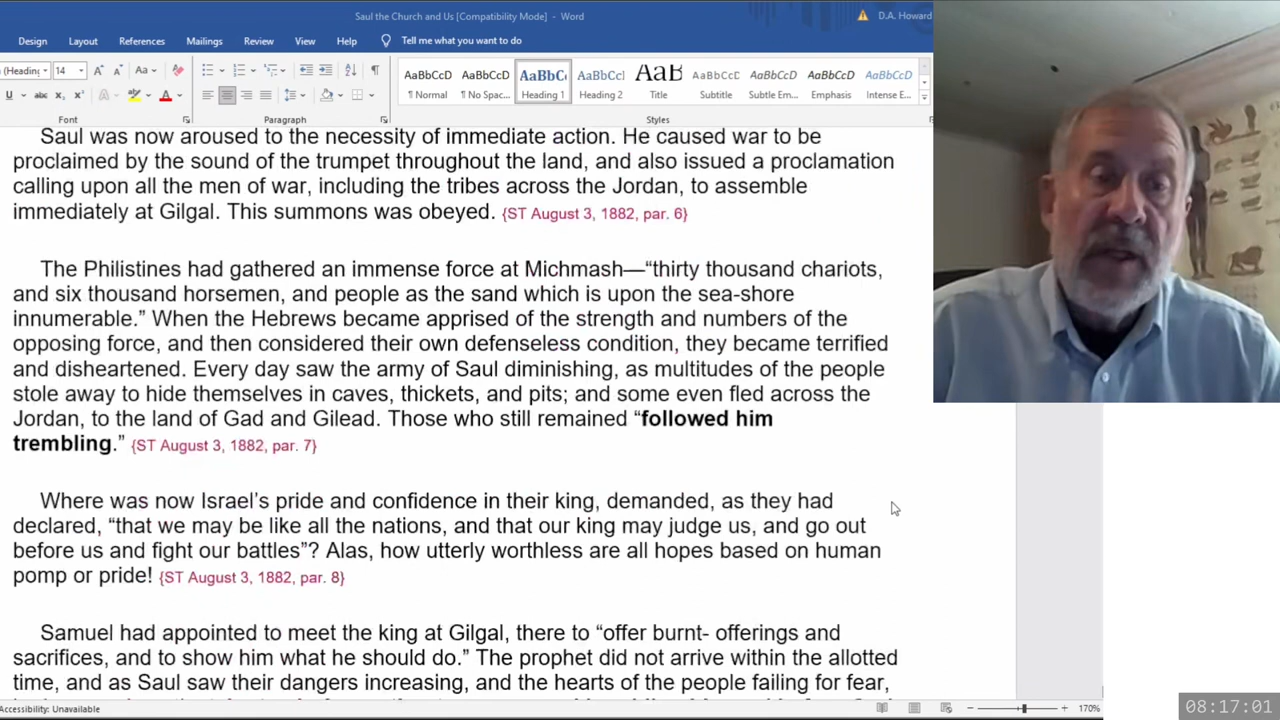 Saul the Church and Us [Compatibility Mode] - Word
D.A. Howard
Design Layout References Mailings Review View Help Tell me what you want to do
(Heading 14 Aa
AaBbCcD AaBbCcD AaBbC AaBbCcI AaB AaBbCcD AaBbCcD AaBbCcD AaBbCcD
¶ Normal ¶ No Spac... Heading 1 Heading 2 Title Subtitle Subtle Em... Emphasis Intense E...
Font Paragraph Styles
Saul was now aroused to the necessity of immediate action. He caused war to be
proclaimed by the sound of the trumpet throughout the land, and also issued a proclamation
calling upon all the men of war, including the tribes across the Jordan, to assemble
immediately at Gilgal. This summons was obeyed. {ST August 3, 1882, par. 6}
The Philistines had gathered an immense force at Michmash—“thirty thousand chariots,
and six thousand horsemen, and people as the sand which is upon the sea-shore
innumerable.” When the Hebrews became apprised of the strength and numbers of the
opposing force, and then considered their own defenseless condition, they became terrified
and disheartened. Every day saw the army of Saul diminishing, as multitudes of the people
stole away to hide themselves in caves, thickets, and pits; and some even fled across the
Jordan, to the land of Gad and Gilead. Those who still remained “followed him
trembling.” {ST August 3, 1882, par. 7}
Where was now Israel’s pride and confidence in their king, demanded, as they had
declared, “that we may be like all the nations, and that our king may judge us, and go out
before us and fight our battles”? Alas, how utterly worthless are all hopes based on human
pomp or pride! {ST August 3, 1882, par. 8}
Samuel had appointed to meet the king at Gilgal, there to “offer burnt- offerings and
sacrifices, and to show him what he should do.” The prophet did not arrive within the allotted
time, and as Saul saw their dangers increasing, and the hearts of the people failing for fear,
Accessibility: Unavailable
170%
08:17:01